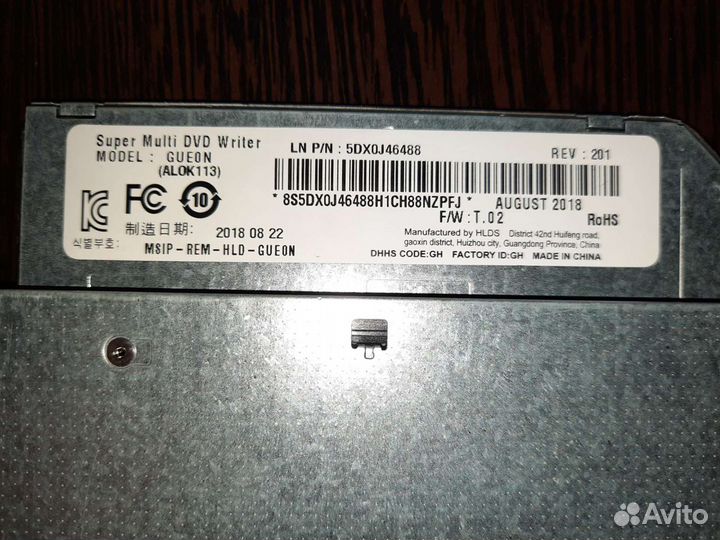 Super Multi DVD Writer
LN P/N : 5DX0J46488
REV : 201
MODEL : GUE0N
(ALOK113)
*8S5DX0J46488H1CH88NZPFJ*
AUGUST 2018
F/W : T.02
RoHS
KC FC 10
制造日期: 2018 08 22
식별부호: MSIP-REM-HLD-GUE0N
Manufactured by HLDS District 42nd Huifeng road,
gaoxin district, Huizhou city, Guangdong Province, China
DHHS CODE:GH FACTORY ID:GH MADE IN CHINA
Avito